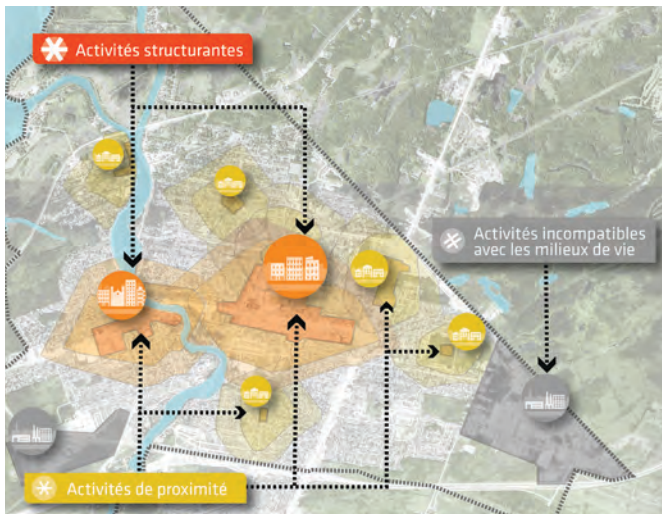 Activités structurantes
Activités incompatibles
avec les milieux de vie
Activités de proximité